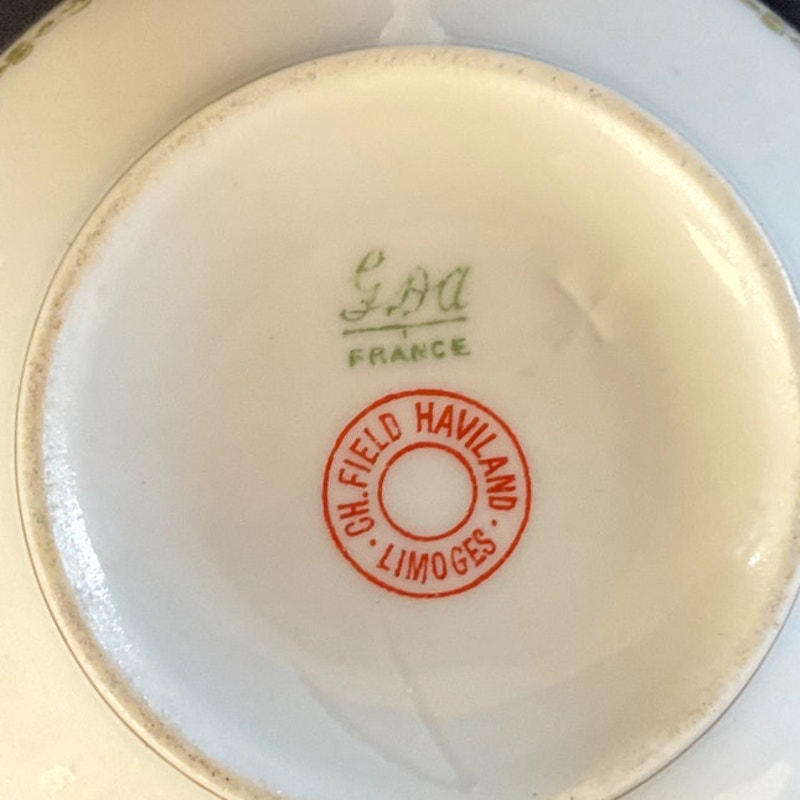 GDA
FRANCE
CH. FIELD HAVILAND
· LIMOGES ·